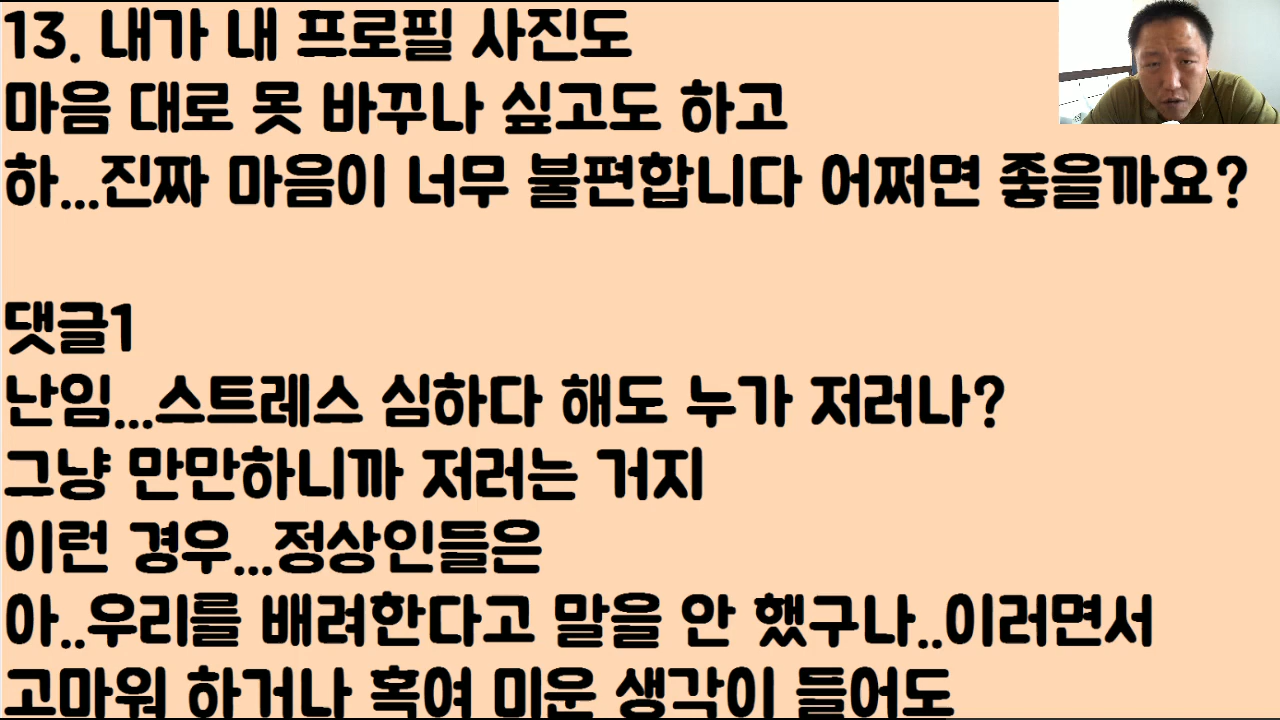 13. 내가 내 프로필 사진도
마음 대로 못 바꾸나 싶고도 하고
하...진짜 마음이 너무 불편합니다 어쩌면 좋을까요?
댓글1
난임...스트레스 심하다 해도 누가 저러나?
그냥 만만하니까 저러는 거지
이런 경우...정상인들은
아..우리를 배려한다고 말을 안 했구나..이러면서
고마워 하거나 혹여 미운 생각이 들어도